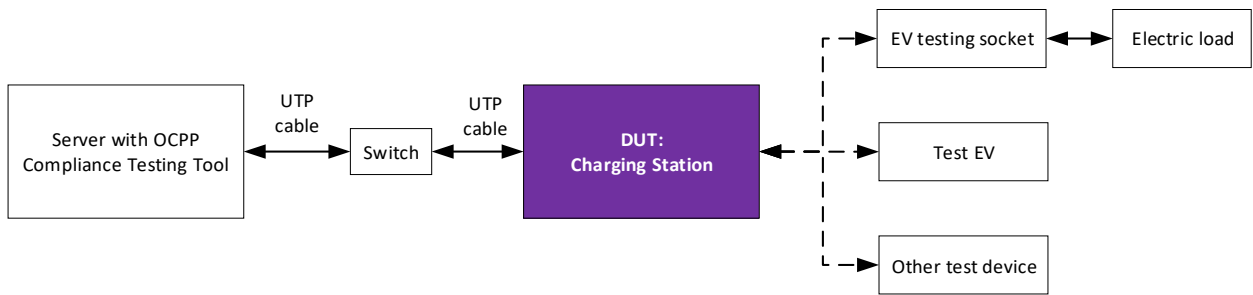 Server with OCPP
Compliance Testing Tool
UTP
cable
Switch
UTP
cable
DUT:
Charging Station
EV testing socket
Electric load
Test EV
Other test device